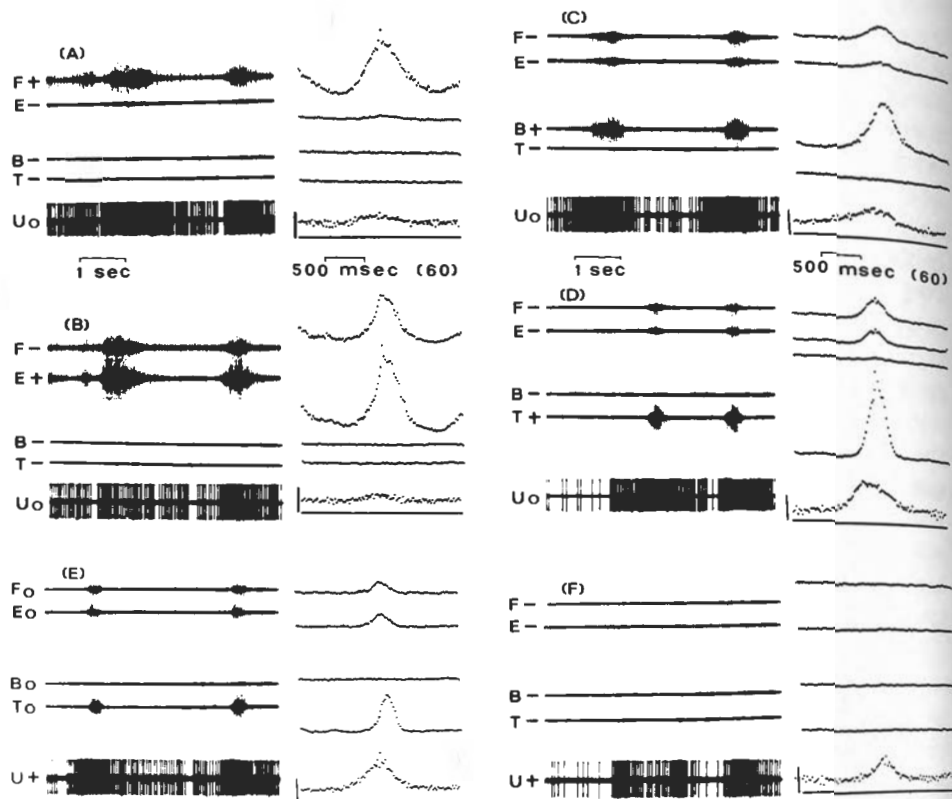 (A)
F+
E−
B−
T−
Uo
1 sec
500 msec (60)
(B)
F−
E+
B−
T−
Uo
(E)
Fo
Eo
Bo
To
U+
(C)
F−
E−
B+
T−
Uo
1 sec
500 msec (60)
(D)
F−
E−
B−
T+
Uo
(F)
F−
E−
B−
T−
U+